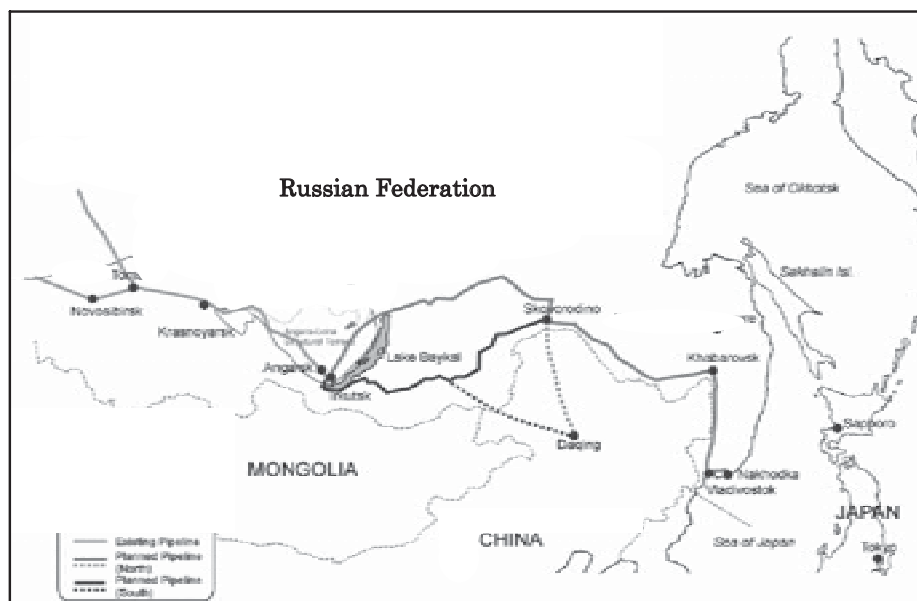 Russian Federation
Sea of Okhotsk
Sakhalin Isl.
Novosibirsk
Krasnoyarsk
Skovorodino
Angarsk
Lake Baykal
Irkutsk
Khabarovsk
Daqing
Sapporo
MONGOLIA
Nakhodka
Vladivostok
CHINA
Sea of Japan
JAPAN
Tokyo
Existing Pipeline
Planned Pipeline
(North)
Planned Pipeline
(South)